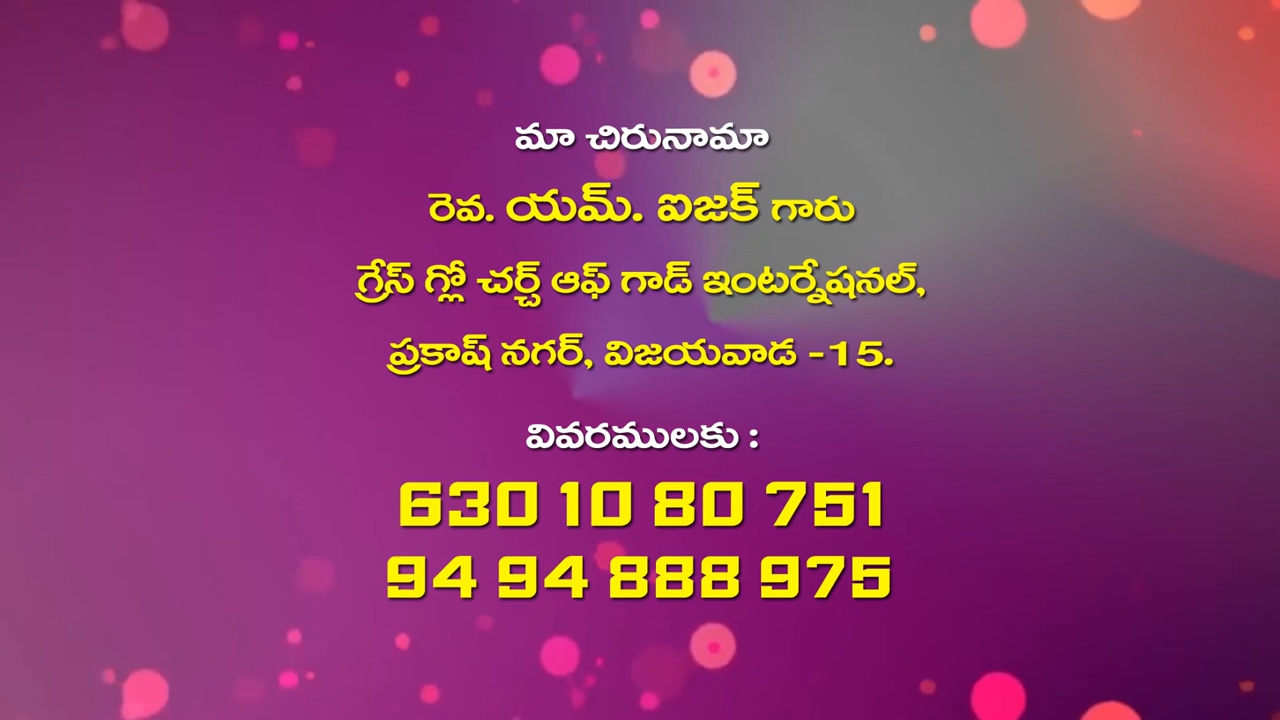 మా చిరునామా
రెవ. యమ్. ఐజక్ గారు
గ్రేస్ గ్లో చర్చ్ ఆఫ్ గాడ్ ఇంటర్నేషనల్,
ప్రకాష్ నగర్, విజయవాడ -15.
వివరములకు :
630 10 80 751
94 94 888 975